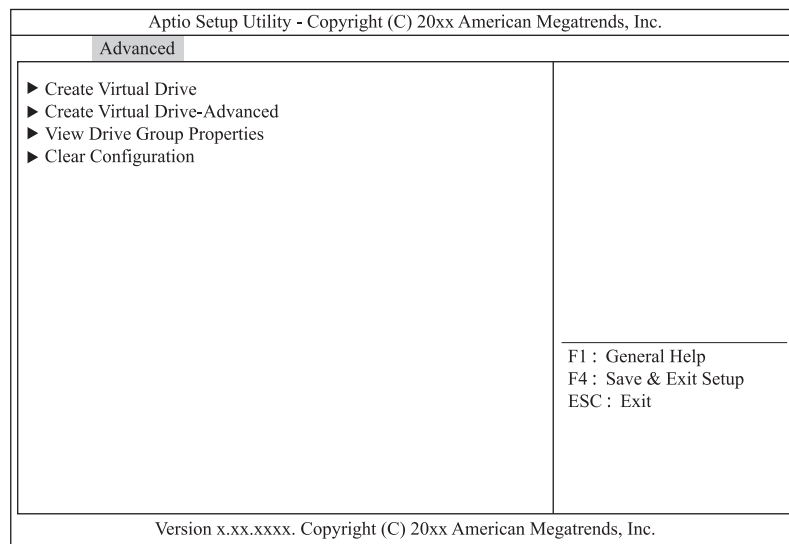 Aptio Setup Utility - Copyright (C) 20xx American Megatrends, Inc.
Advanced
▶ Create Virtual Drive
▶ Create Virtual Drive-Advanced
▶ View Drive Group Properties
▶ Clear Configuration
F1 : General Help
F4 : Save & Exit Setup
ESC : Exit
Version x.xx.xxxx. Copyright (C) 20xx American Megatrends, Inc.